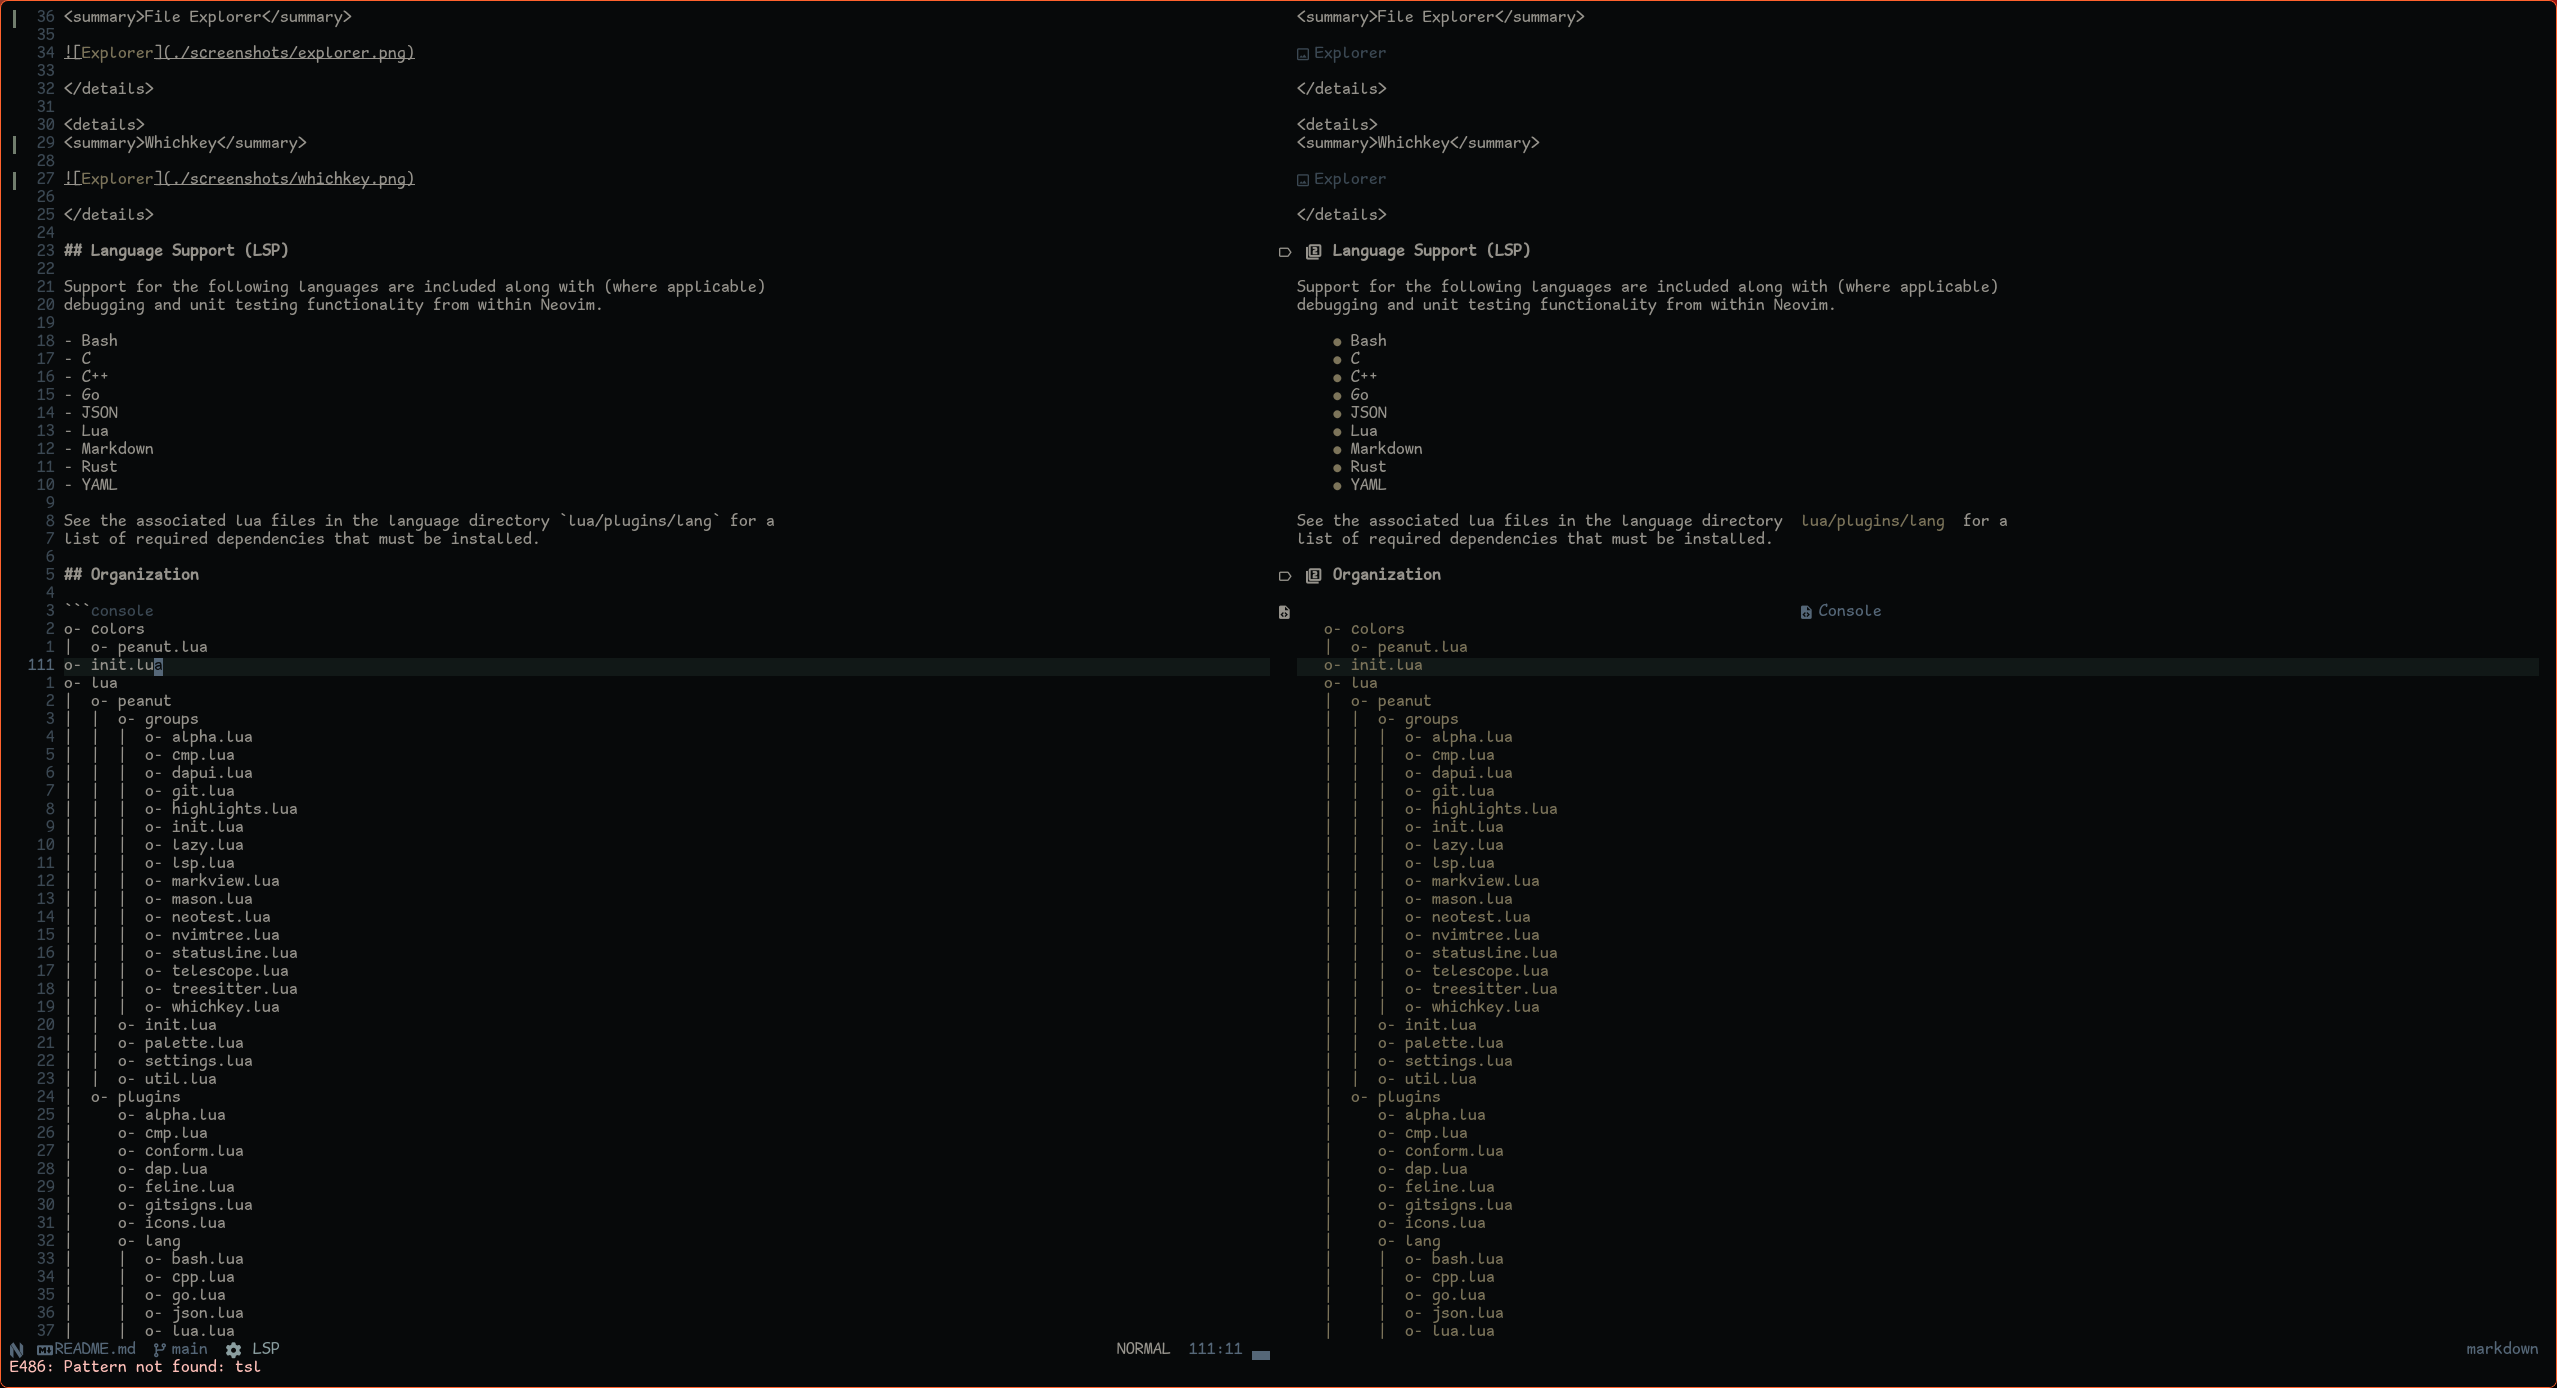 36 <summary>File Explorer</summary>
35
34 ![Explorer](./screenshots/explorer.png)
33
32 </details>
31
30 <details>
29 <summary>Whichkey</summary>
28
27 ![Explorer](./screenshots/whichkey.png)
26
25 </details>
24
23 ## Language Support (LSP)
22
21 Support for the following languages are included along with (where applicable)
20 debugging and unit testing functionality from within Neovim.
19
18 - Bash
17 - C
16 - C++
15 - Go
14 - JSON
13 - Lua
12 - Markdown
11 - Rust
10 - YAML
9
8 See the associated lua files in the language directory `lua/plugins/lang` for a
7 list of required dependencies that must be installed.
6
5 ## Organization
4
3 ```console
2 o- colors
1 |  o- peanut.lua
111 o- init.lua
1 o- lua
2 |  o- peanut
3 |  |  o- groups
4 |  |  |  o- alpha.lua
5 |  |  |  o- cmp.lua
6 |  |  |  o- dapui.lua
7 |  |  |  o- git.lua
8 |  |  |  o- highlights.lua
9 |  |  |  o- init.lua
10 |  |  |  o- lazy.lua
11 |  |  |  o- lsp.lua
12 |  |  |  o- markview.lua
13 |  |  |  o- mason.lua
14 |  |  |  o- neotest.lua
15 |  |  |  o- nvimtree.lua
16 |  |  |  o- statusline.lua
17 |  |  |  o- telescope.lua
18 |  |  |  o- treesitter.lua
19 |  |  |  o- whichkey.lua
20 |  |  o- init.lua
21 |  |  o- palette.lua
22 |  |  o- settings.lua
23 |  |  o- util.lua
24 |  o- plugins
25 |     o- alpha.lua
26 |     o- cmp.lua
27 |     o- conform.lua
28 |     o- dap.lua
29 |     o- feline.lua
30 |     o- gitsigns.lua
31 |     o- icons.lua
32 |     o- lang
33 |     |  o- bash.lua
34 |     |  o- cpp.lua
35 |     |  o- go.lua
36 |     |  o- json.lua
37 |     |  o- lua.lua
<summary>File Explorer</summary>
Explorer
</details>
<details>
<summary>Whichkey</summary>
Explorer
</details>
Language Support (LSP)
Support for the following languages are included along with (where applicable)
debugging and unit testing functionality from within Neovim.
● Bash
● C
● C++
● Go
● JSON
● Lua
● Markdown
● Rust
● YAML
See the associated lua files in the language directory lua/plugins/lang for a
list of required dependencies that must be installed.
Organization
Console
o- colors
|  o- peanut.lua
o- init.lua
o- lua
|  o- peanut
|  |  o- groups
|  |  |  o- alpha.lua
|  |  |  o- cmp.lua
|  |  |  o- dapui.lua
|  |  |  o- git.lua
|  |  |  o- highlights.lua
|  |  |  o- init.lua
|  |  |  o- lazy.lua
|  |  |  o- lsp.lua
|  |  |  o- markview.lua
|  |  |  o- mason.lua
|  |  |  o- neotest.lua
|  |  |  o- nvimtree.lua
|  |  |  o- statusline.lua
|  |  |  o- telescope.lua
|  |  |  o- treesitter.lua
|  |  |  o- whichkey.lua
|  |  o- init.lua
|  |  o- palette.lua
|  |  o- settings.lua
|  |  o- util.lua
|  o- plugins
|     o- alpha.lua
|     o- cmp.lua
|     o- conform.lua
|     o- dap.lua
|     o- feline.lua
|     o- gitsigns.lua
|     o- icons.lua
|     o- lang
|     |  o- bash.lua
|     |  o- cpp.lua
|     |  o- go.lua
|     |  o- json.lua
|     |  o- lua.lua
README.md main LSP NORMAL 111:11 markdown
E486: Pattern not found: tsl